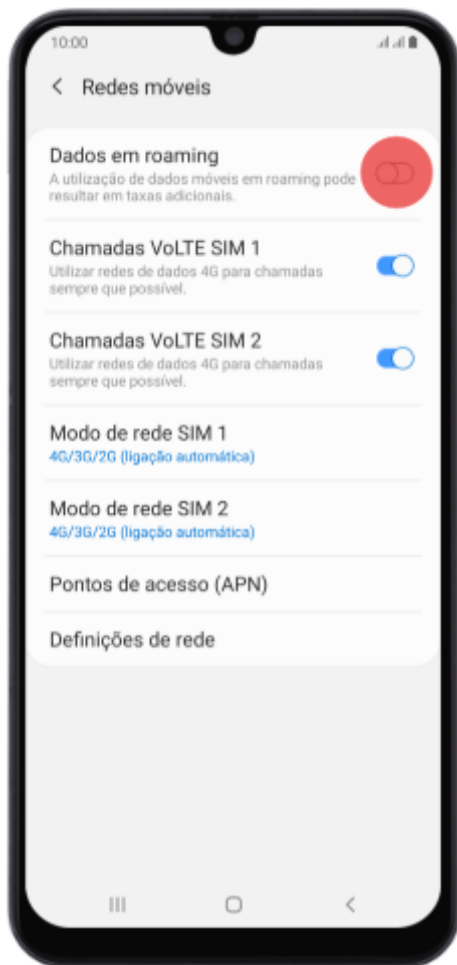 10:00
Redes móveis
Dados em roaming
A utilização de dados móveis em roaming pode
resultar em taxas adicionais.
Chamadas VoLTE SIM 1
Utilizar redes de dados 4G para chamadas
sempre que possível.
Chamadas VoLTE SIM 2
Utilizar redes de dados 4G para chamadas
sempre que possível.
Modo de rede SIM 1
4G/3G/2G (ligação automática)
Modo de rede SIM 2
4G/3G/2G (ligação automática)
Pontos de acesso (APN)
Definições de rede